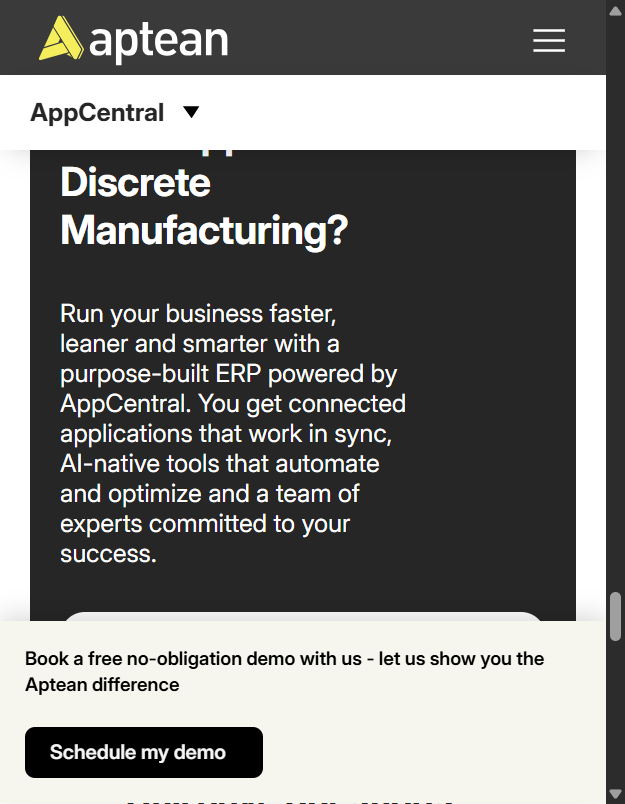 aptean
AppCentral
Discrete
Manufacturing?
Run your business faster,
leaner and smarter with a
purpose-built ERP powered by
AppCentral. You get connected
applications that work in sync,
AI-native tools that automate
and optimize and a team of
experts committed to your
success.
Book a free no-obligation demo with us - let us show you the
Aptean difference
Schedule my demo